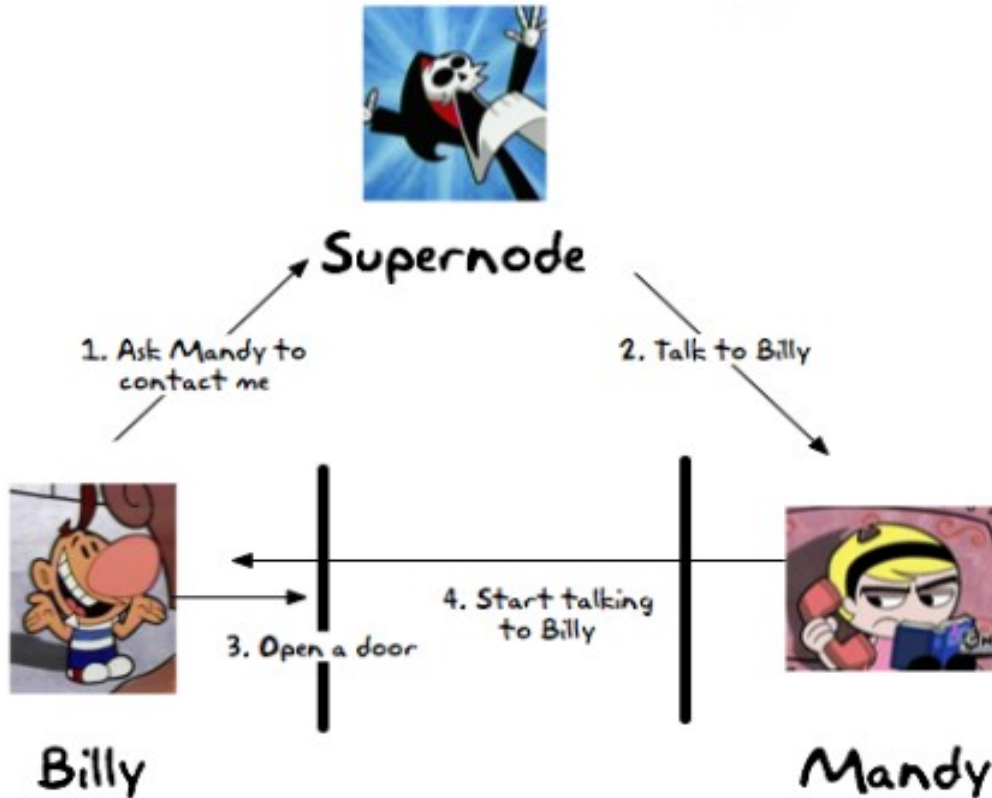 Supernode
1. Ask Mandy to
contact me
2. Talk to Billy
3. Open a door
4. Start talking
to Billy
Billy
Mandy